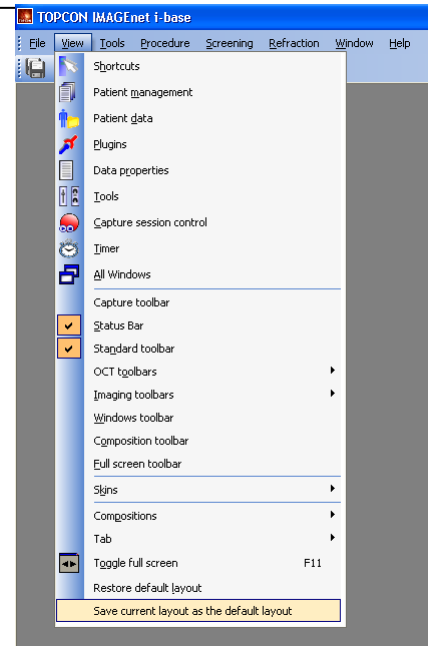 TOPCON IMAGEnet i-base
File View Tools Procedure Screening Refraction Window Help
Shortcuts
Patient management
Patient data
Plugins
Data properties
Tools
Capture session control
Timer
All Windows
Capture toolbar
Status Bar
Standard toolbar
OCT toolbars
Imaging toolbars
Windows toolbar
Composition toolbar
Full screen toolbar
Skins
Compositions
Tab
Toggle full screen F11
Restore default layout
Save current layout as the default layout